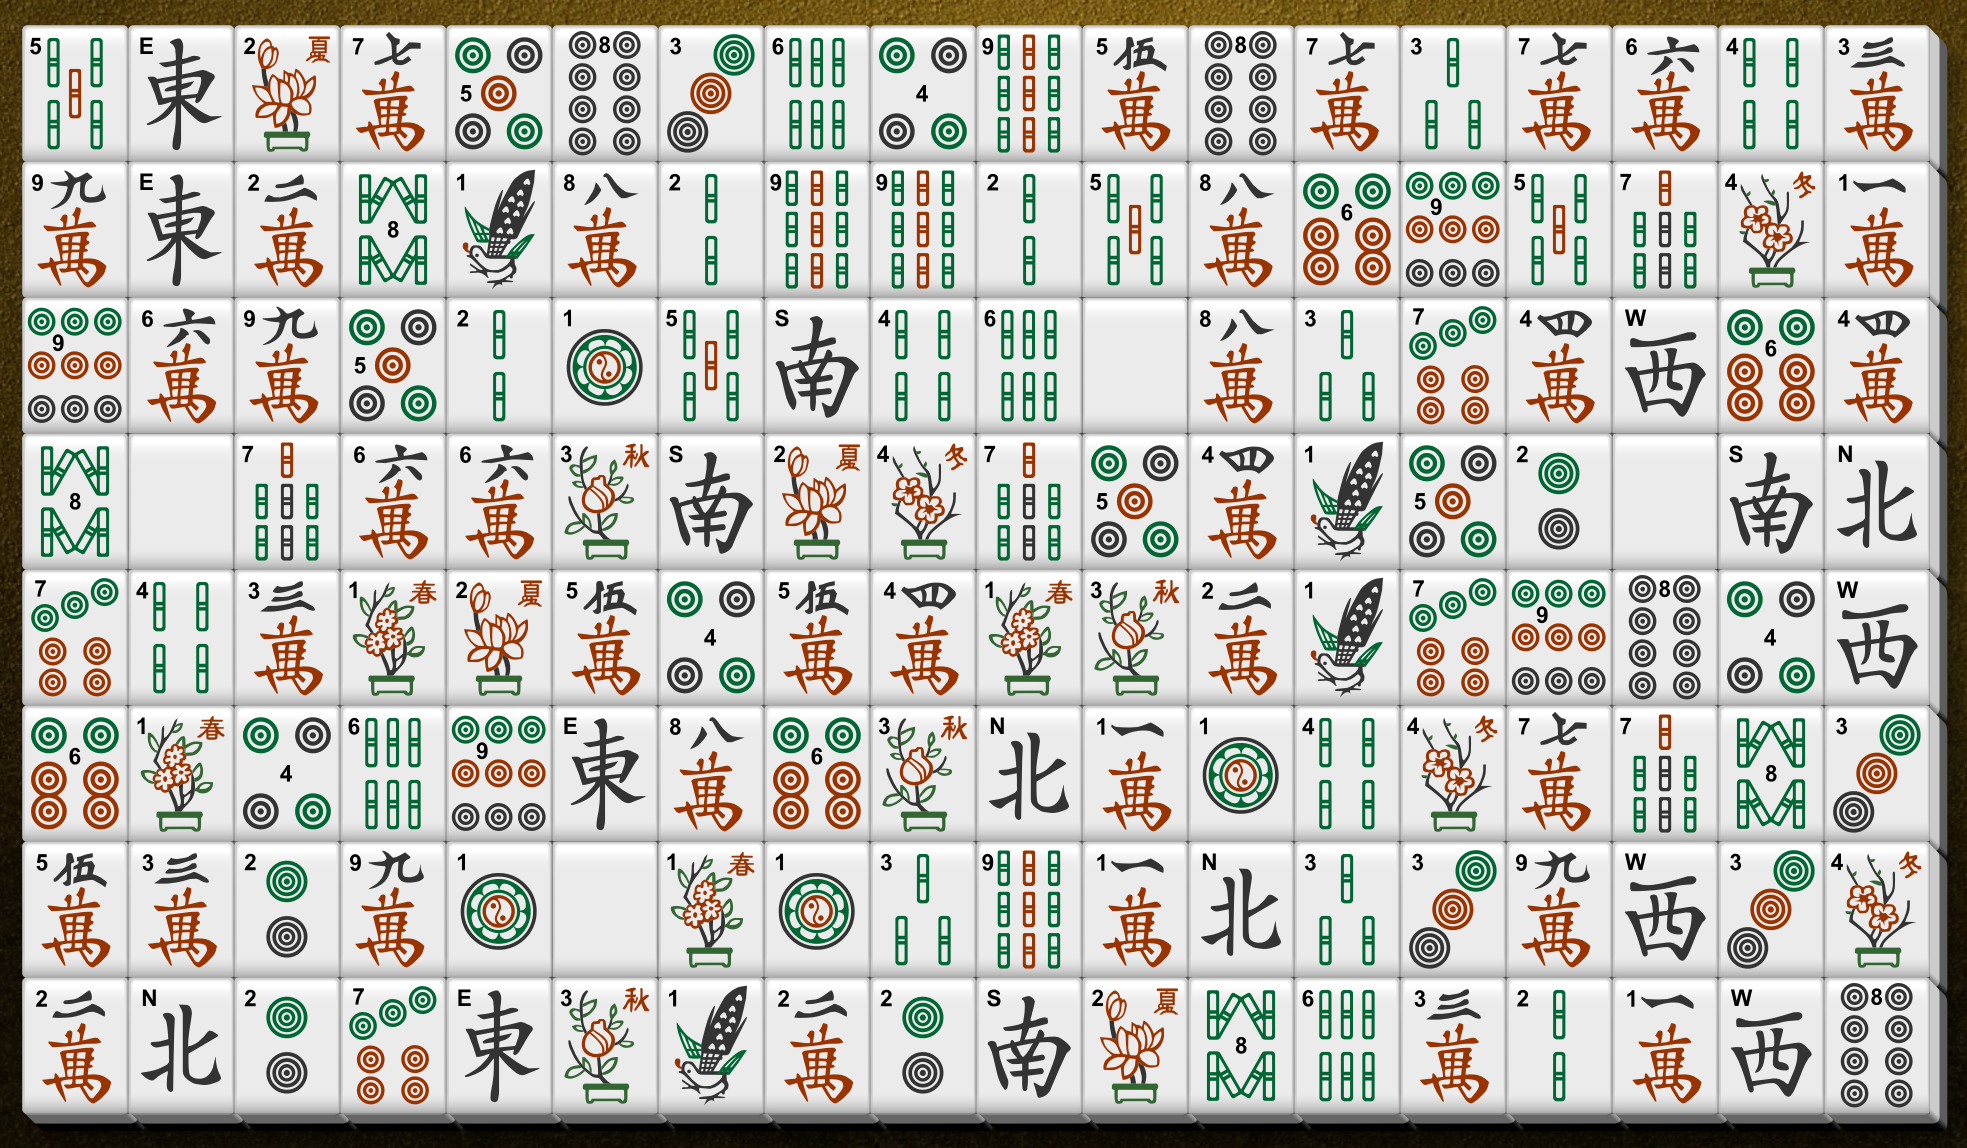 5 E 東 2 夏 7 七萬 5 8 3 6 4 9 5 伍萬 8 7 七萬 3 7 七萬 6 六萬 4 3 三萬
9 九萬 E 東 2 二萬 8 1 8 八萬 2 9 9 2 5 8 八萬 6 9 5 7 4 冬 1 一萬
9 6 六萬 9 九萬 5 2 1 5 S 南 4 6 8 八萬 3 7 4 四萬 W 西 6 4 四萬
8 7 6 六萬 6 六萬 3 秋 S 南 2 夏 4 冬 7 5 4 四萬 1 5 2 S 南 N 北
7 4 3 三萬 1 春 2 夏 5 伍萬 4 5 伍萬 4 四萬 1 春 3 秋 2 二萬 1 7 9 8 4 W 西
6 1 春 4 6 9 E 東 8 八萬 6 3 秋 N 北 1 一萬 1 4 4 冬 7 七萬 7 8 3
5 伍萬 3 三萬 2 9 九萬 1 1 春 1 3 9 1 一萬 N 北 3 3 9 九萬 W 西 3 4 冬
2 二萬 N 北 2 7 E 東 3 秋 1 2 二萬 2 S 南 2 夏 8 6 3 三萬 2 1 一萬 W 西 8